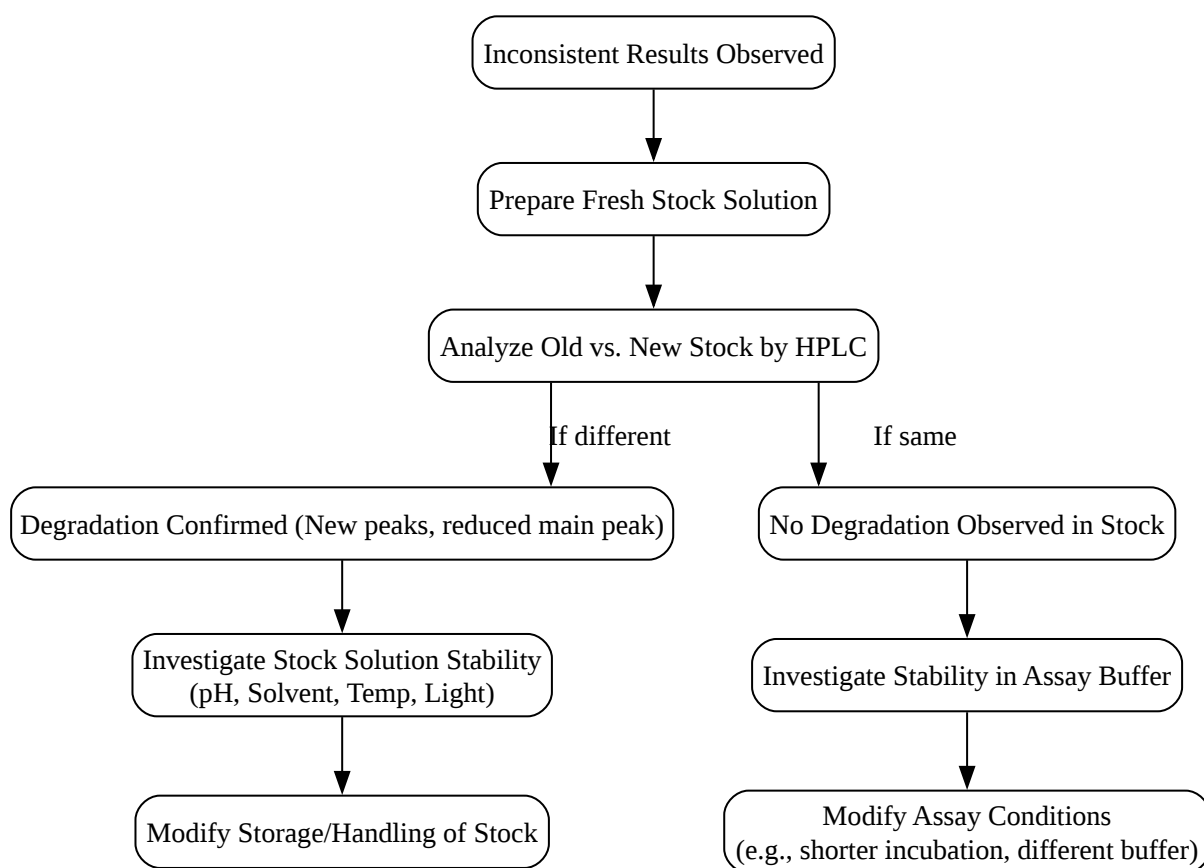 Inconsistent Results Observed
Prepare Fresh Stock Solution
Analyze Old vs. New Stock by HPLC
If different
If same
Degradation Confirmed (New peaks, reduced main peak)
No Degradation Observed in Stock
Investigate Stock Solution Stability
(pH, Solvent, Temp, Light)
Investigate Stability in Assay Buffer
Modify Storage/Handling of Stock
Modify Assay Conditions
(e.g., shorter incubation, different buffer)